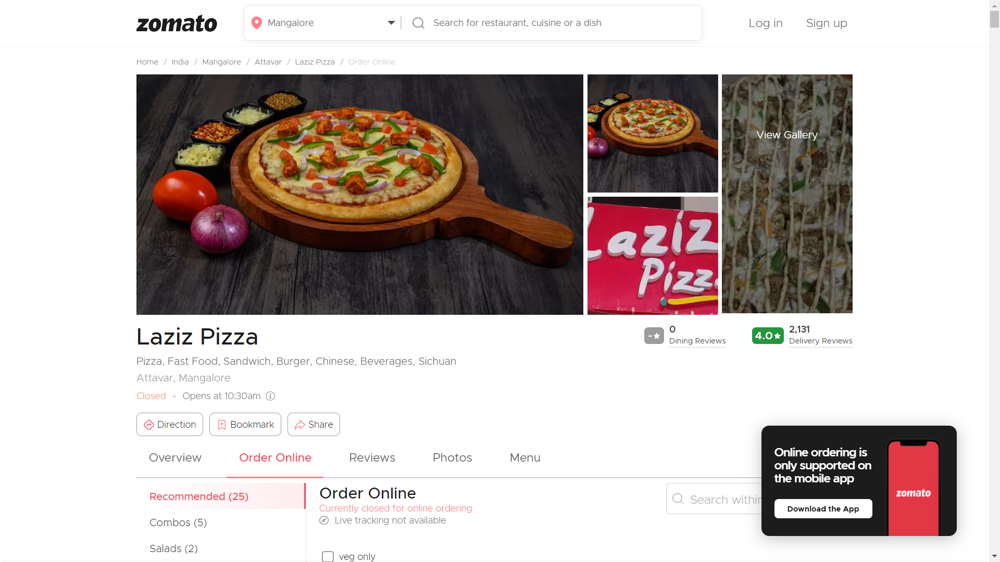 zomato
Mangalore
Search for restaurant, cuisine or a dish
Log in
Sign up
Home / India / Mangalore / Attavar / Laziz Pizza / Order Online
View Gallery
Laziz
Pizz
Laziz Pizza
- 0
Dining Reviews
4.0 2,131
Delivery Reviews
Pizza, Fast Food, Sandwich, Burger, Chinese, Beverages, Sichuan
Attavar, Mangalore
Closed - Opens at 10:30am
Direction
Bookmark
Share
Overview
Order Online
Reviews
Photos
Menu
Recommended (25)
Combos (5)
Salads (2)
Order Online
Currently closed for online ordering
Live tracking not available
Search within
veg only
Online ordering is
only supported on
the mobile app
Download the App
zomato